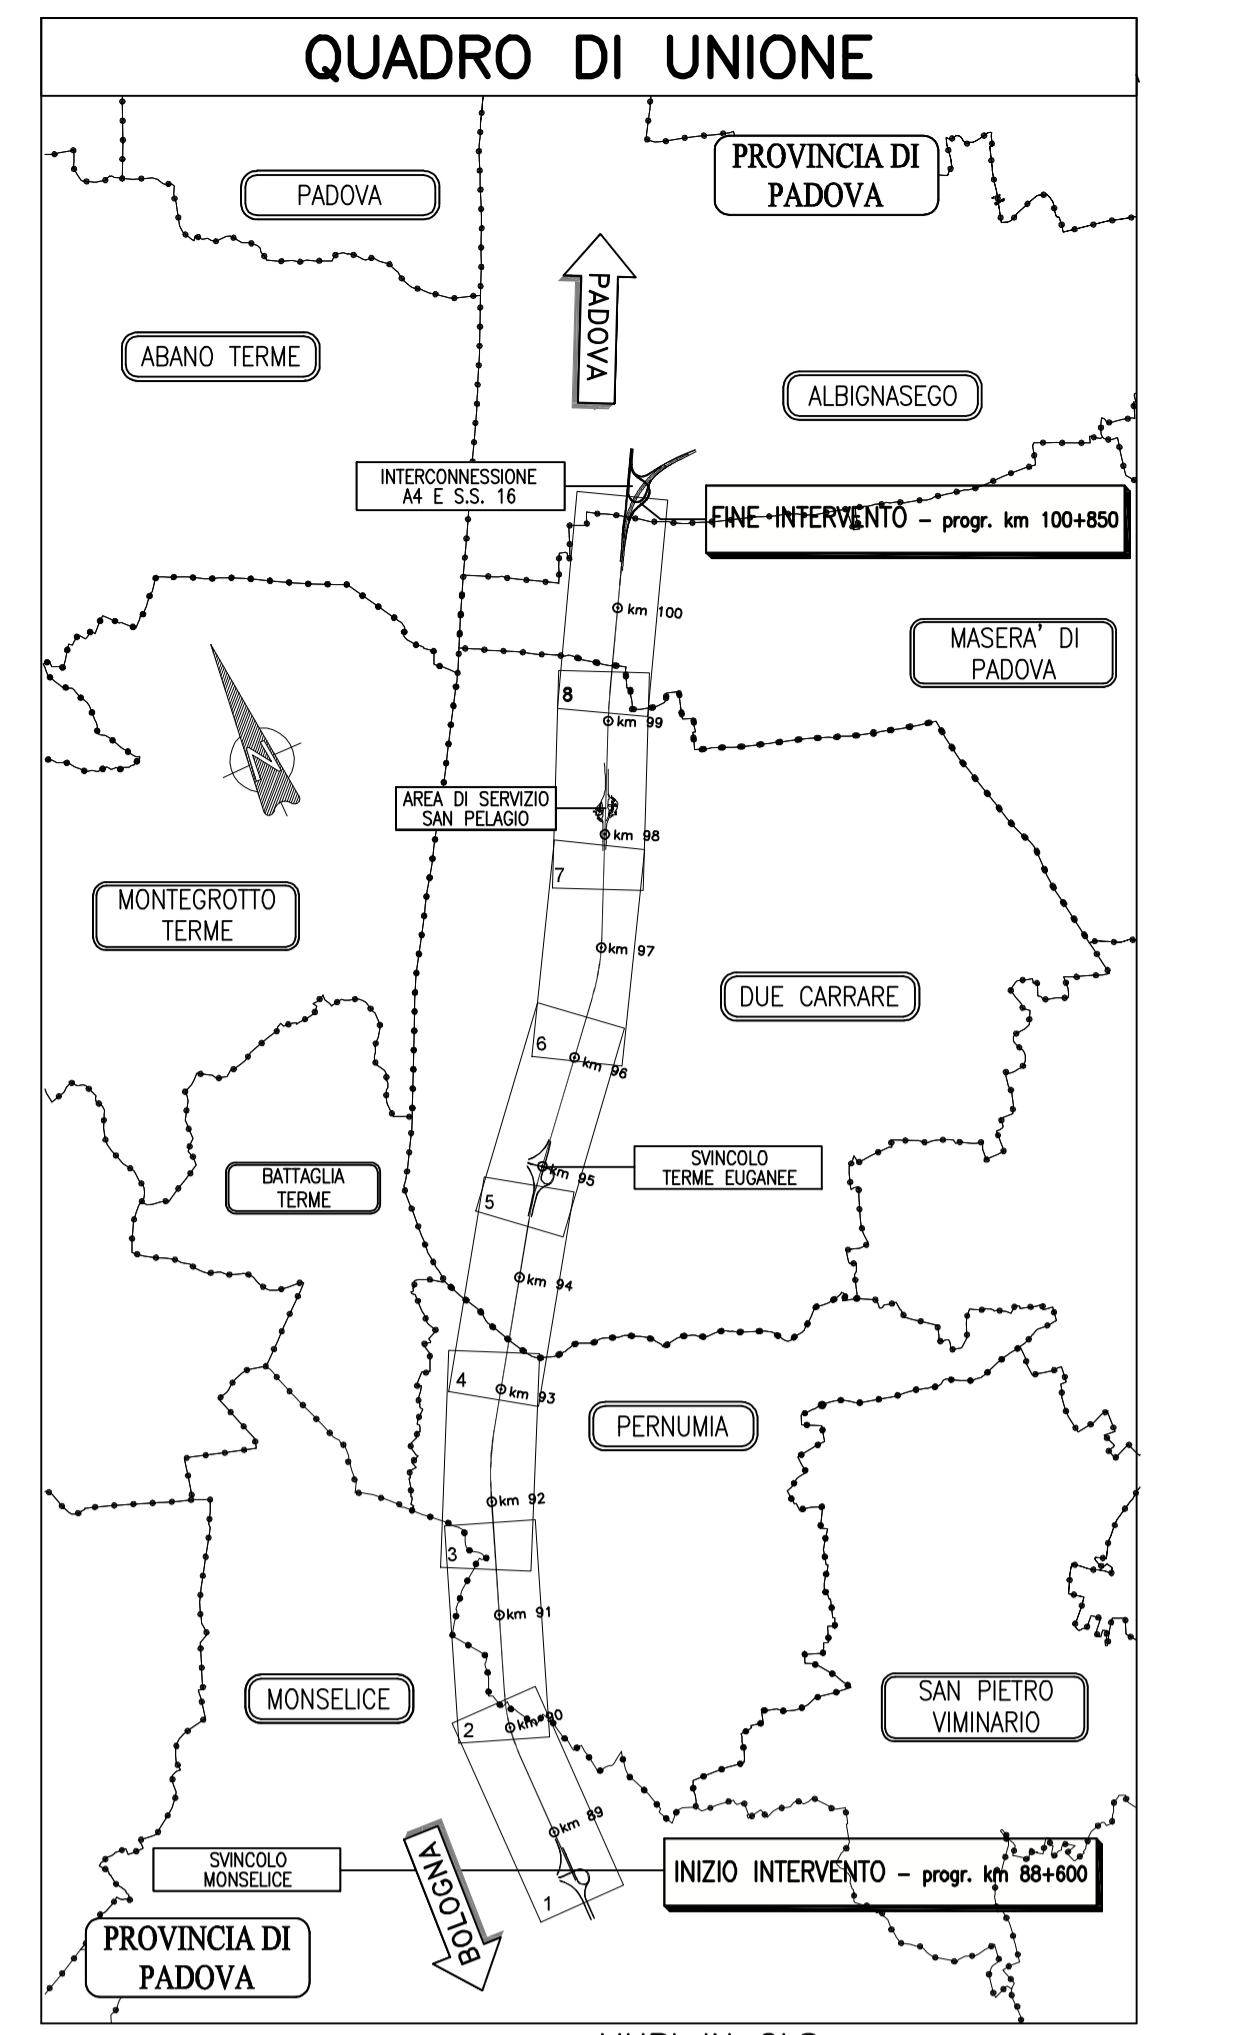 QUADRO DI UNIONE
PADOVA
PROVINCIA DI
PADOVA
PADOVA
ABANO TERME
ALBIGNASEGO
INTERCONNESSIONE
A4 E S.S. 16
FINE INTERVENTO – progr. km 100+850
km 100
MASERA' DI
PADOVA
8
km 99
N
AREA DI SERVIZIO
SAN PELAGIO
km 98
7
MONTEGROTTO
TERME
km 97
DUE CARRARE
6
km 96
BATTAGLIA
TERME
SVINCOLO
TERME EUGANEE
km 95
5
km 94
4
km 93
PERNUMIA
km 92
3
km 91
MONSELICE
SAN PIETRO
VIMINARIO
2
km 90
km 89
SVINCOLO
MONSELICE
BOLOGNA
INIZIO INTERVENTO – progr. km 88+600
1
PROVINCIA DI
PADOVA